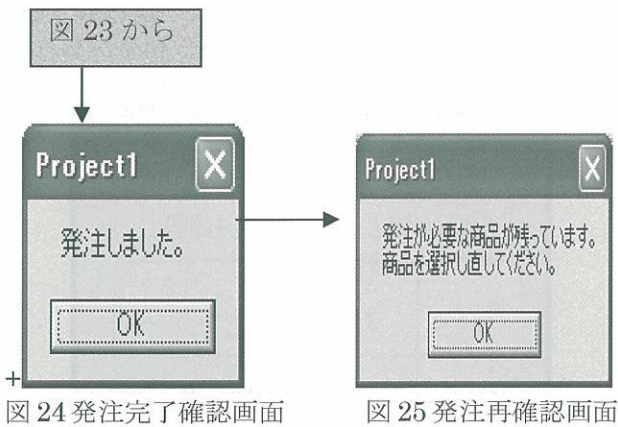 図 23 から
Project1
発注しました。
OK
Project1
発注が必要な商品が残っています。
商品を選択し直してください。
OK
+
図 24 発注完了確認画面
図 25 発注再確認画面